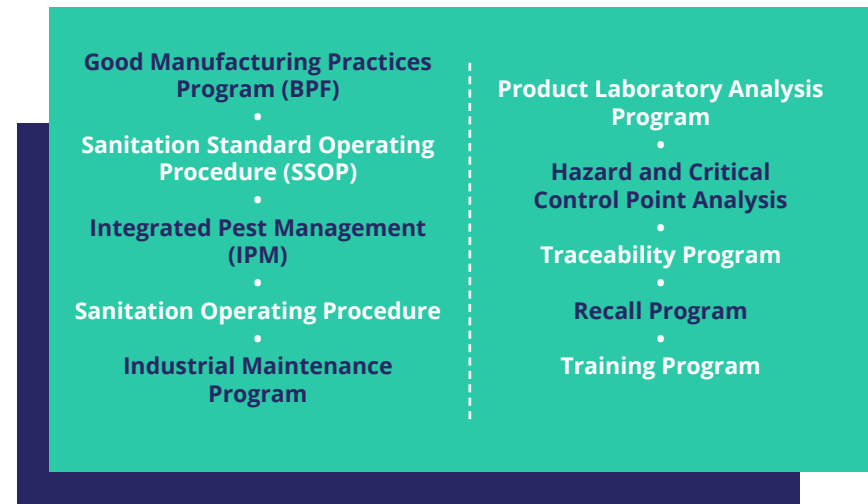 Good Manufacturing Practices
Program (BPF)
•
Sanitation Standard Operating
Procedure (SSOP)
•
Integrated Pest Management
(IPM)
•
Sanitation Operating Procedure
•
Industrial Maintenance
Program
Product Laboratory Analysis
Program
•
Hazard and Critical
Control Point Analysis
•
Traceability Program
•
Recall Program
•
Training Program